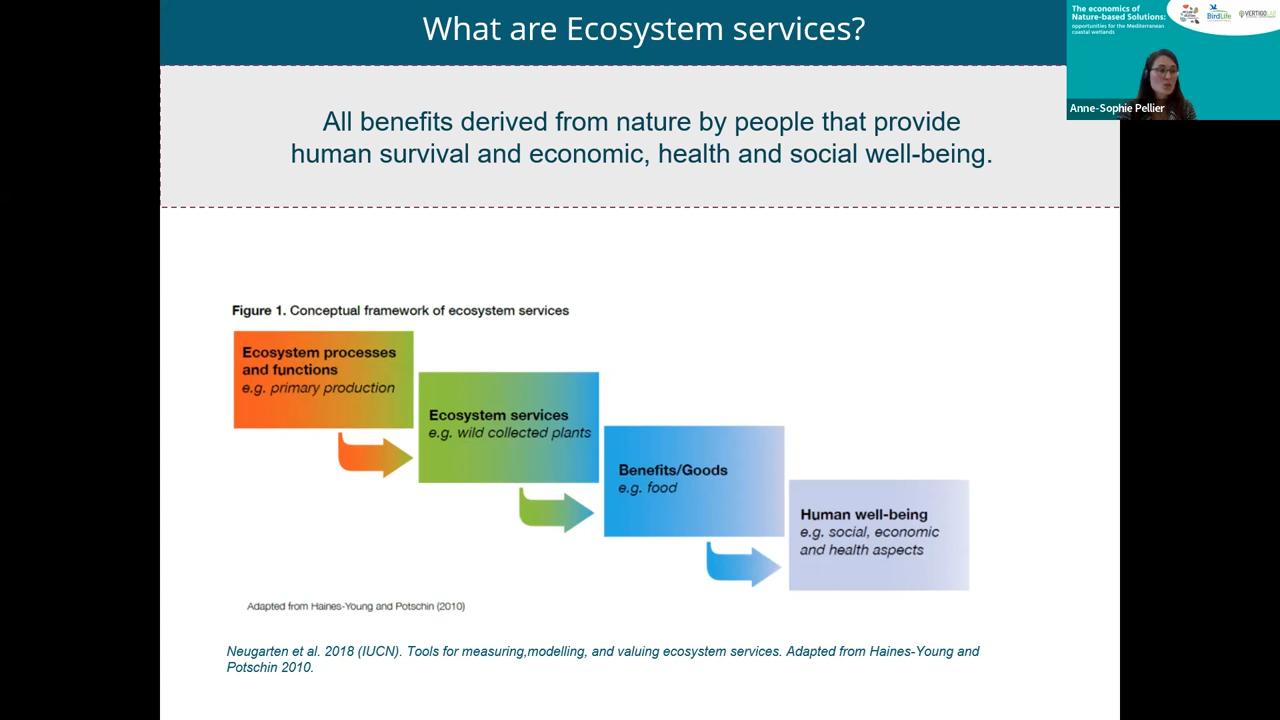 What are Ecosystem services?
The economics of
Nature-based Solutions:
opportunities for the Mediterranean
coastal wetlands
BirdLife
VERTIGOLAB
Anne-Sophie Pellier
All benefits derived from nature by people that provide
human survival and economic, health and social well-being.
Figure 1. Conceptual framework of ecosystem services
Ecosystem processes
and functions
e.g. primary production
Ecosystem services
e.g. wild collected plants
Benefits/Goods
e.g. food
Human well-being
e.g. social, economic
and health aspects
Adapted from Haines-Young and Potschin (2010)
Neugarten et al. 2018 (IUCN). Tools for measuring,modelling, and valuing ecosystem services. Adapted from Haines-Young and
Potschin 2010.